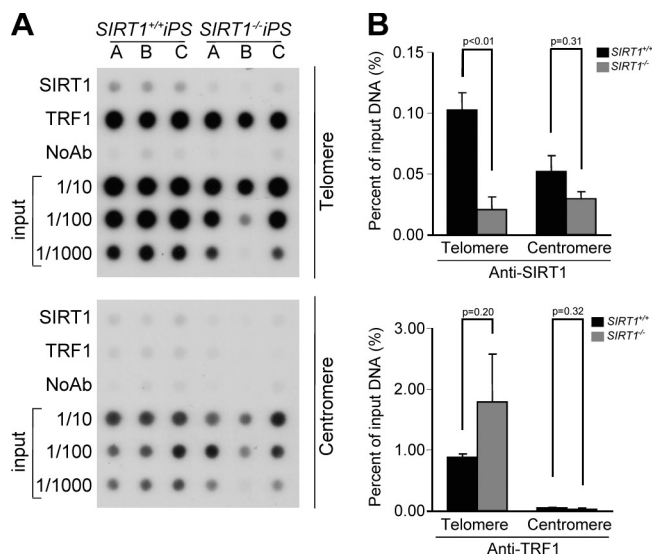 A
SIRT1+/+iPS SIRT1-/-iPS
A B C A B C
SIRT1
TRF1
NoAb
input
1/10
1/100
1/1000
Telomere
SIRT1
TRF1
NoAb
input
1/10
1/100
1/1000
Centromere
B
Percent of input DNA (%)
0.15
0.10
0.05
0.00
p<0.01
p=0.31
SIRT1+/+
SIRT1-/-
Telomere Centromere
Anti-SIRT1
Percent of input DNA (%)
3.00
2.00
1.00
0.00
p=0.20
p=0.32
SIRT1+/+
SIRT1-/-
Telomere Centromere
Anti-TRF1